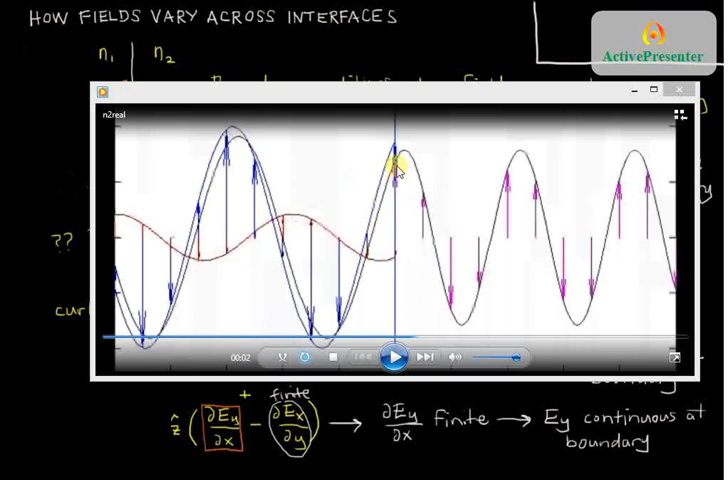 HOW FIELDS VARY ACROSS INTERFACES
ActivePresenter
n₁ | n₂
n2real
??
00:02
ẑ ( ∂Ey/∂x - + ∂Ex/∂y finite ) → ∂Ey/∂x Finite → Ey continuous at
boundary